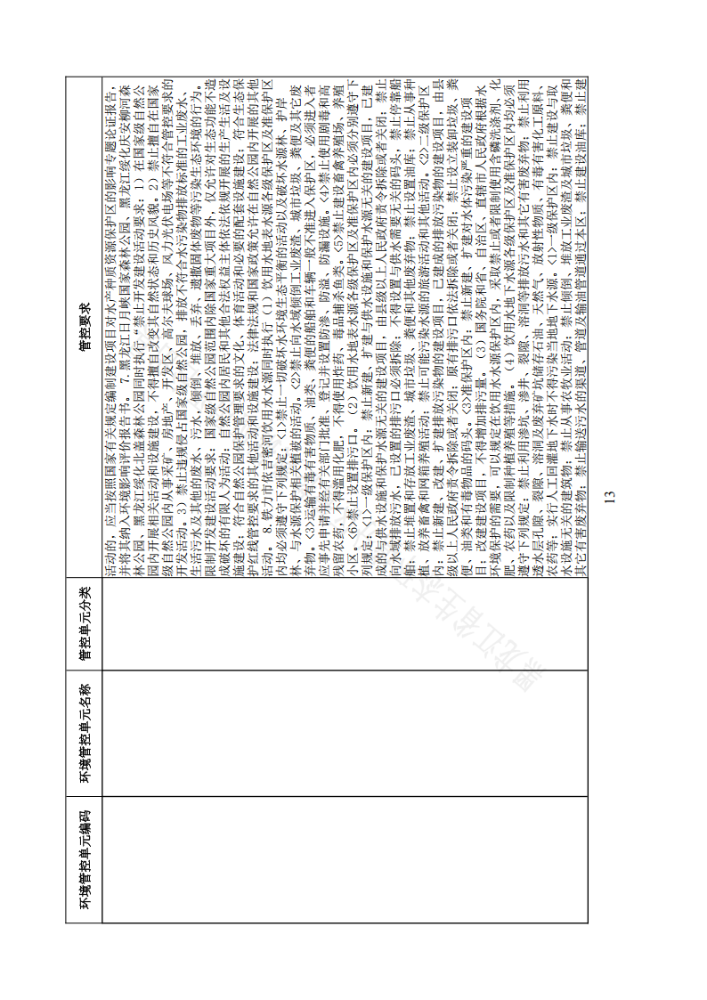 环境管控单元编码 环境管控单元名称 管控单元分类 管控要求
活动的，应当按照国家有关规定编制建设项目对水产种质资源保护区的影响专题论证报告，
并将其纳入环境影响评价报告书。7.黑龙江日月峡国家森林公园、黑龙江绥化庆安柳河森
林公园、黑龙江绥化北盖森林公园同时执行“禁止开发建设活动要求：1）在国家级自然公
园内开展相关活动和设施建设，不得擅自改变其自然状态和历史风貌。2）禁止擅自在国家
级自然公园内从事采矿、房地产、开发区、高尔夫球场、风力光伏电场等不符合管控要求的
开发活动。3）禁止违规侵占国家级自然公园，排放不符合水污染物排放标准的工业废水、
生活污水及其他的废水、污水，倾倒、堆放、丢弃、遗撒固体废物等污染生态环境的行为。
限制开发建设活动要求：国家级自然公园范围内除国家重大项目外，仅允许对生态功能不造
成破坏的有限人为活动：自然公园内居民和其他合法权益主体依法依规开展的生产生活及设
施建设；符合自然公园保护管理要求的文化、体育活动和必要的配套设施建设；符合生态保
护红线管控要求的其他活动和设施建设；法律法规和国家政策允许在自然公园内开展的其他
活动。8.铁力市依吉密河饮用水水源同时执行（1）饮用水地表水源各级保护区及准保护区
内均必须遵守下列规定：<1>禁止一切破坏水环境生态平衡的活动以及破坏水源林、护岸
林、与水源保护相关植被的活动。<2>禁止向水域倾倒工业废渣、城市垃圾、粪便及其它废
弃物。<3>运输有毒有害物质、油类、粪便的船舶和车辆一般不准进入保护区，必须进入者
应事先申请并经有关部门批准、登记并设置防渗、防溢、防漏设施。<4>禁止使用剧毒和高
残留农药，不得滥用化肥，不得使用炸药、毒品捕杀鱼类。<5>禁止建设畜禽养殖场、养殖
小区。<6>禁止设置排污口。（2）饮用水地表水源各级保护区及准保护区内必须分别遵守下
列规定：<1>一级保护区内：禁止新建、扩建与供水设施和保护水源无关的建设项目，已建
成的与供水设施和保护水源无关的建设项目，由县级以上人民政府责令拆除或者关闭；禁止
向水域排放污水，已设置的排污口必须拆除；不得设置与供水需要无关的码头，禁止停靠船
舶；禁止堆置和存放工业废渣、城市垃圾、粪便和其他废弃物；禁止设置油库；禁止从事种
植、放养畜禽和网箱养殖活动；禁止可能污染水源的旅游活动和其他活动。<2>二级保护区
内：禁止新建、改建、扩建排放污染物的建设项目，已建成的排放污染物的建设项目，由县
级以上人民政府责令拆除或者关闭；原有排污口依法拆除或者关闭；禁止设立装卸垃圾、粪
便、油类和有毒物品的码头。<3>准保护区内：禁止新建、扩建对水体污染严重的建设项
目；改建建设项目，不得增加排污量。（3）国务院和省、自治区、直辖市人民政府根据水
环境保护的需要，可以规定在饮用水水源保护区内，采取禁止或者限制使用含磷洗涤剂、化
肥、农药以及限制种植养殖等措施。（4）饮用水地下水源各级保护区及准保护区内均必须
遵守下列规定：禁止利用渗坑、渗井、裂隙、溶洞等排放污水和其它有害废弃物；禁止利用
透水层孔隙、裂隙、溶洞及废弃矿坑储存石油、天然气、放射性物质、有毒有害化工原料、
农药等；实行人工回灌地下水时不得污染当地地下水源。<1>一级保护区内：禁止建设与取
水设施无关的建筑物；禁止从事农牧业活动；禁止倾倒、堆放工业废渣及城市垃圾、粪便和
其它有害废弃物；禁止输送污水的渠道、管道及输油管道通过本区；禁止建设油库；禁止建
黑龙江省生态
13